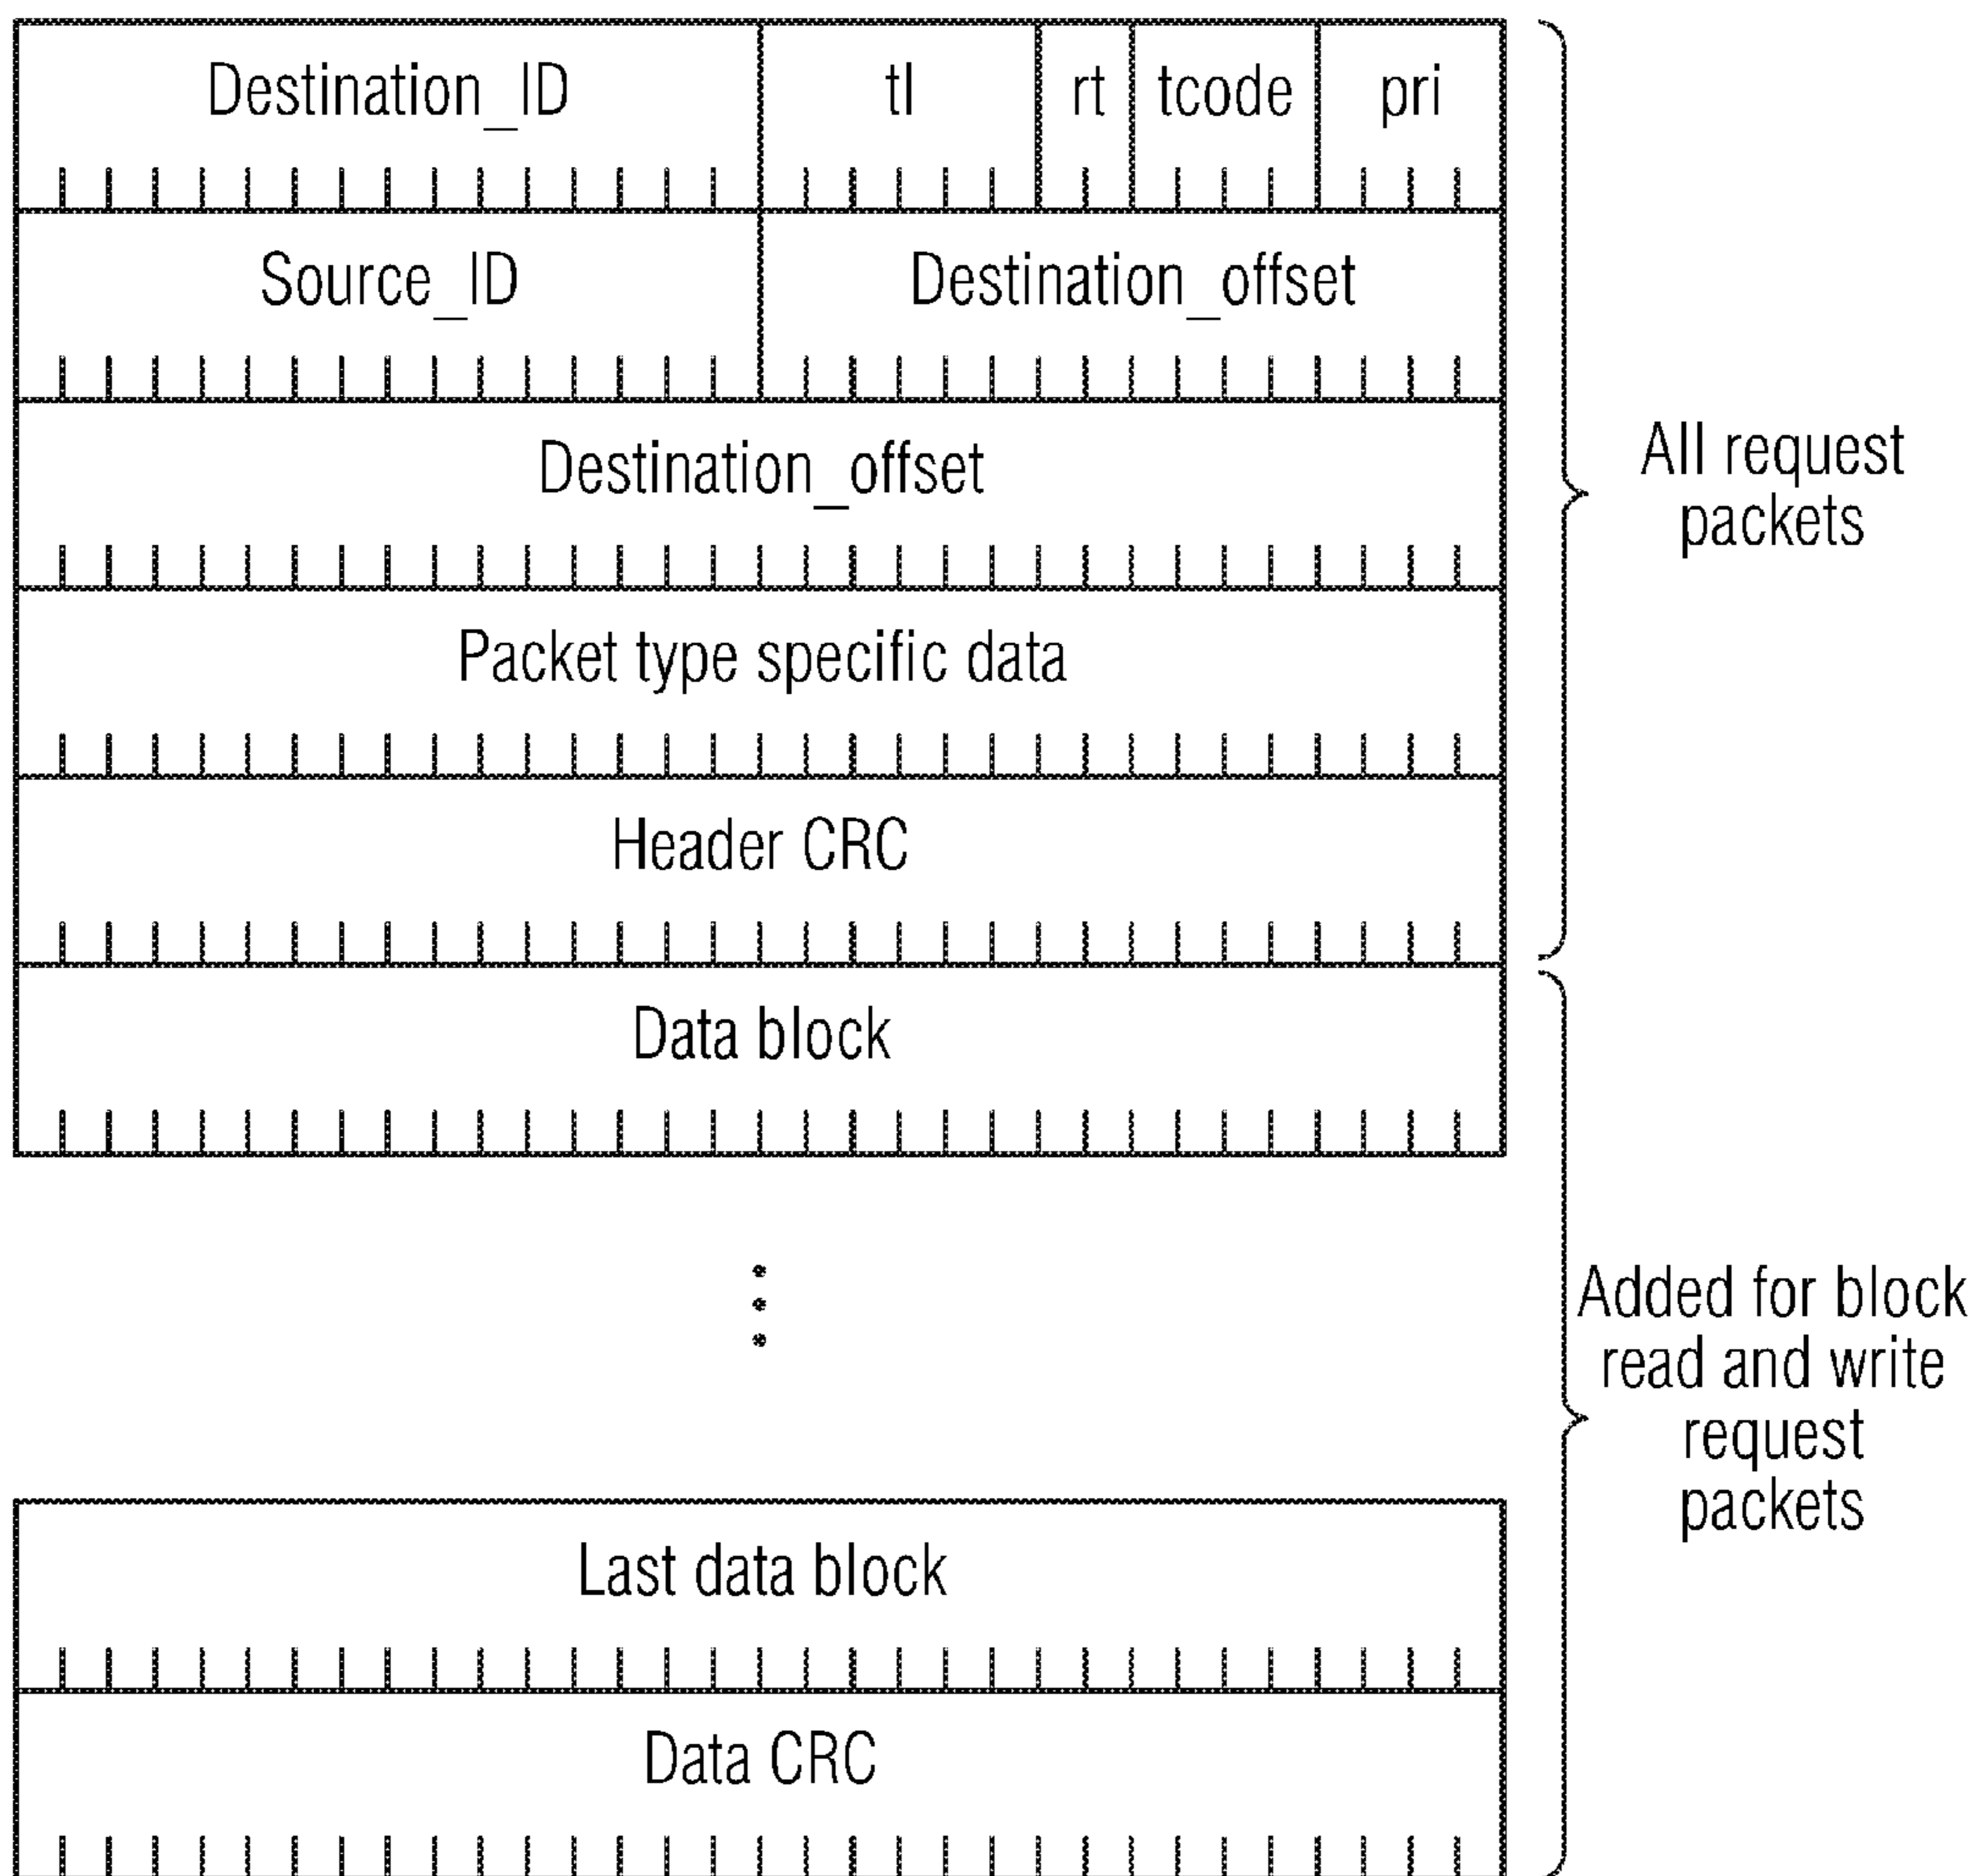 Destination_ID tl rt tcode pri
Source_ID Destination_offset
Destination_offset
Packet type specific data
Header CRC
All request
packets
Data block
Added for block
read and write
request
packets
Last data block
Data CRC